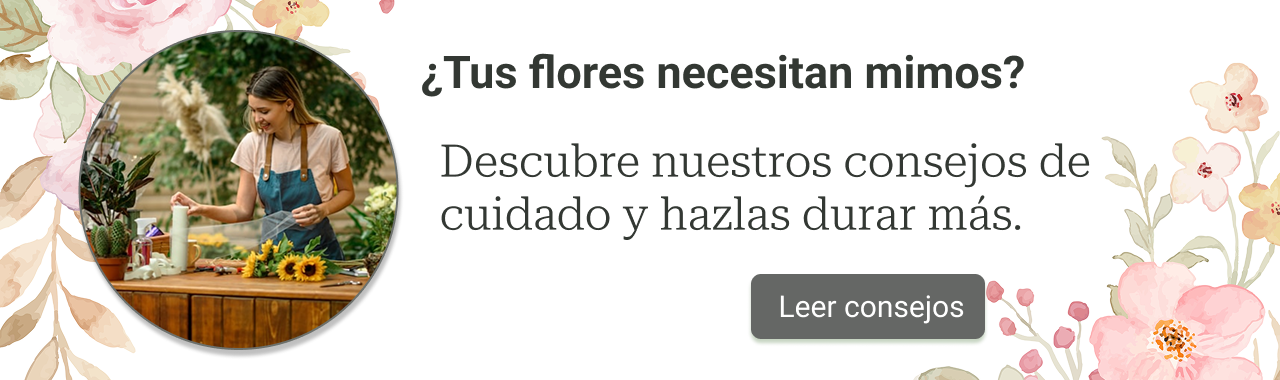 ¿Tus flores necesitan mimos?
Descubre nuestros consejos de
cuidado y hazlas durar más.
Leer consejos